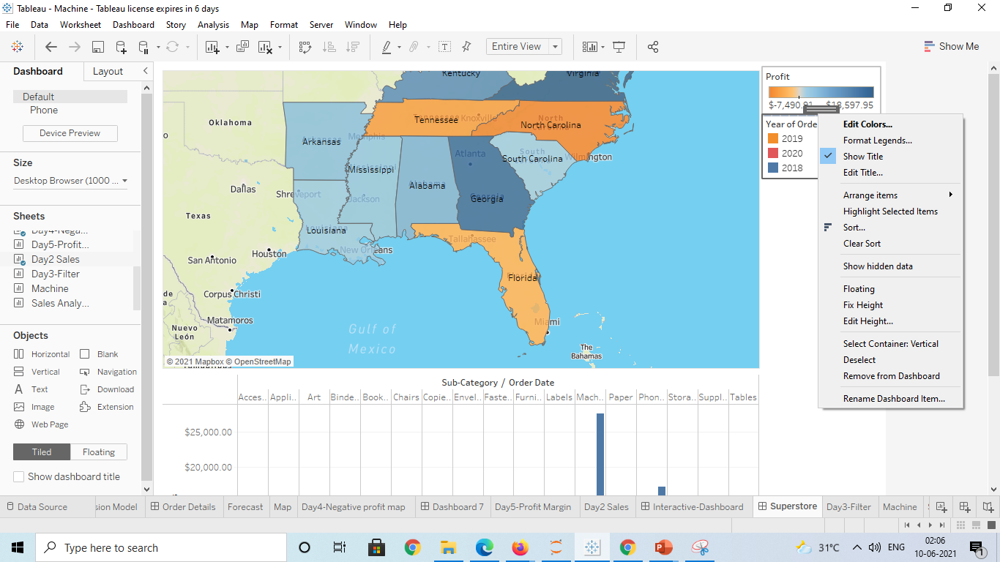 Tableau - Machine - Tableau license expires in 6 days
File Data Worksheet Dashboard Story Analysis Map Format Server Window Help
Entire View
Show Me
Dashboard Layout
Default
Phone
Device Preview
Size
Desktop Browser (1000 ...
Sheets
Day4-Nega...
Day5-Profit...
Day2 Sales
Day3-Filter
Machine
Sales Analy...
Objects
Horizontal Blank
Vertical Navigation
Text Download
Image Extension
Web Page
Tiled Floating
Show dashboard title
Kentucky
Virginia
Oklahoma
Tennessee
Knoxville
North
Carolina
North Carolina
Arkansas
Arkansas
Memphis
Atlanta
South
South Carolina
Wilmington
Mississippi
Mississippi
Alabama
Alabama
Dallas
Shreveport
Jackson
Georgia
Georgia
Texas
Louisiana
Louisiana
Tallahassee
New Orleans
Houston
San Antonio
Florida
Corpus Christi
Matamoros
Miami
Nuevo
León
Gulf of
Mexico
The
Bahamas
© 2021 Mapbox © OpenStreetMap
Profit
$-7,490.81 $18,597.95
Year of Orde
2019
2020
2018
Edit Colors...
Format Legends...
Show Title
Edit Title...
Arrange items
Highlight Selected Items
Sort...
Clear Sort
Show hidden data
Floating
Fix Height
Edit Height...
Select Container: Vertical
Deselect
Remove from Dashboard
Rename Dashboard Item...
Sub-Category / Order Date
Acces.. Appli.. Art Binde.. Book.. Chairs Copie.. Envel.. Faste.. Furni.. Labels Mach.. Paper Phon.. Stora.. Suppl.. Tables
$25,000.00
$20,000.00
Data Source sion Model Order Details Forecast Map Day4-Negative profit map Dashboard 7 Day5-Profit Margin Day2 Sales Interactive-Dashboard Superstore Day3-Filter Machine
Type here to search
31°C ENG
02:06
10-06-2021
1